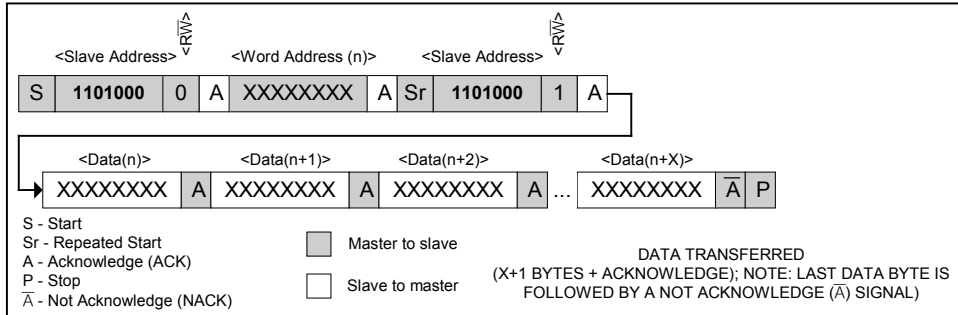 <RW̅> <RW̅>
<Slave Address> <Word Address (n)> <Slave Address>
S 1101000 0 A XXXXXXXX A Sr 1101000 1 A
<Data(n)> <Data(n+1)> <Data(n+2)> <Data(n+X)>
XXXXXXXX A XXXXXXXX A XXXXXXXX A ... XXXXXXXX A̅ P
S - Start
Sr - Repeated Start
A - Acknowledge (ACK)
P - Stop
A̅ - Not Acknowledge (NACK)
Master to slave
Slave to master
DATA TRANSFERRED
(X+1 BYTES + ACKNOWLEDGE); NOTE: LAST DATA BYTE IS
FOLLOWED BY A NOT ACKNOWLEDGE (A̅) SIGNAL)